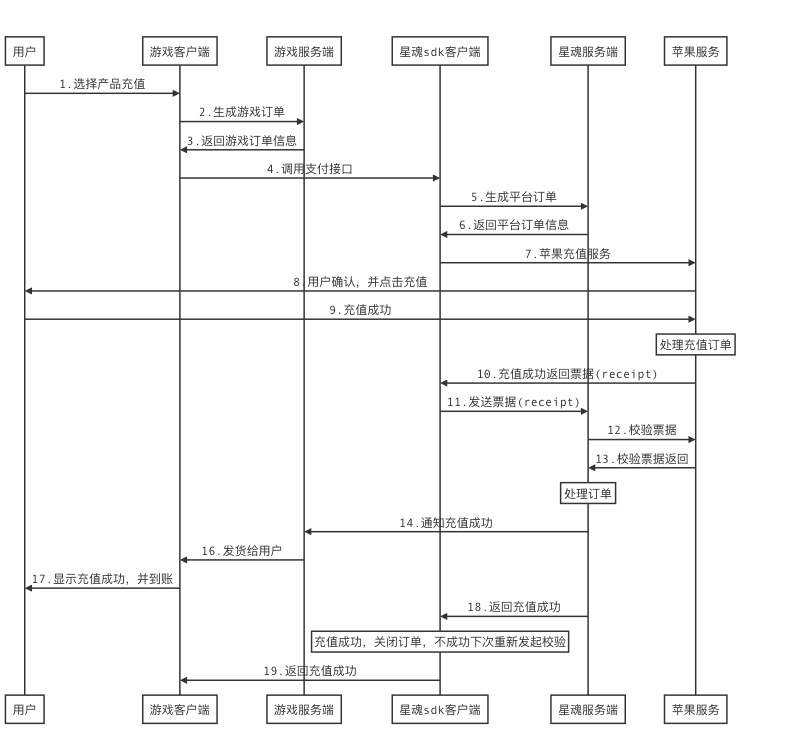 用户 游戏客户端 游戏服务端 星魂sdk客户端 星魂服务端 苹果服务
1.选择产品充值
2.生成游戏订单
3.返回游戏订单信息
4.调用支付接口
5.生成平台订单
6.返回平台订单信息
7.苹果充值服务
8.用户确认，并点击充值
9.充值成功
处理充值订单
10.充值成功返回票据(receipt)
11.发送票据(receipt)
12.校验票据
13.校验票据返回
处理订单
14.通知充值成功
16.发货给用户
17.显示充值成功，并到账
18.返回充值成功
充值成功，关闭订单，不成功下次重新发起校验
19.返回充值成功
用户 游戏客户端 游戏服务端 星魂sdk客户端 星魂服务端 苹果服务